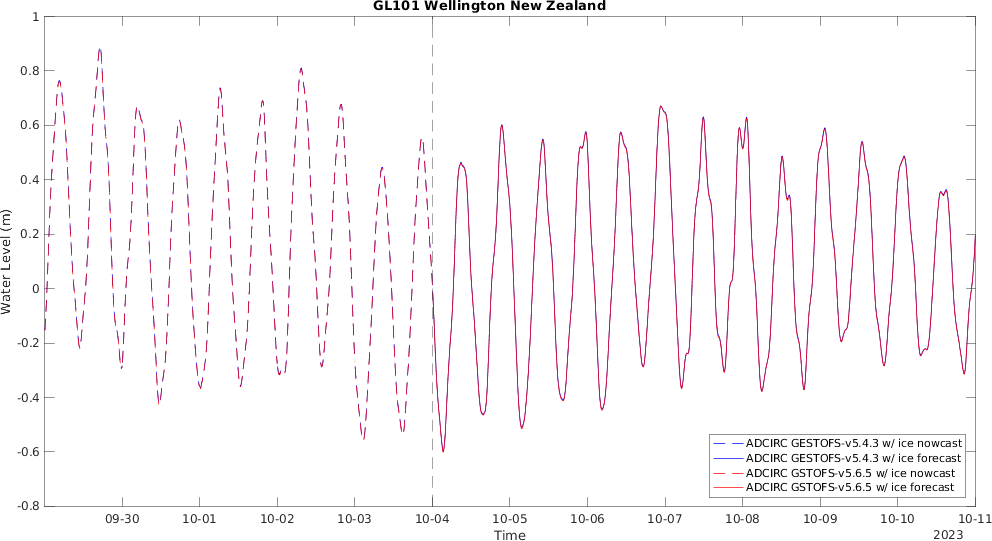 GL101 Wellington New Zealand
1
0.8
0.6
0.4
0.2
0
-0.2
-0.4
-0.6
-0.8
Water Level (m)
ADCIRC GESTOFS-v5.4.3 w/ ice nowcast
ADCIRC GESTOFS-v5.4.3 w/ ice forecast
ADCIRC GSTOFS-v5.6.5 w/ ice nowcast
ADCIRC GSTOFS-v5.6.5 w/ ice forecast
09-30 10-01 10-02 10-03 10-04 10-05 10-06 10-07 10-08 10-09 10-10 10-11
Time
2023